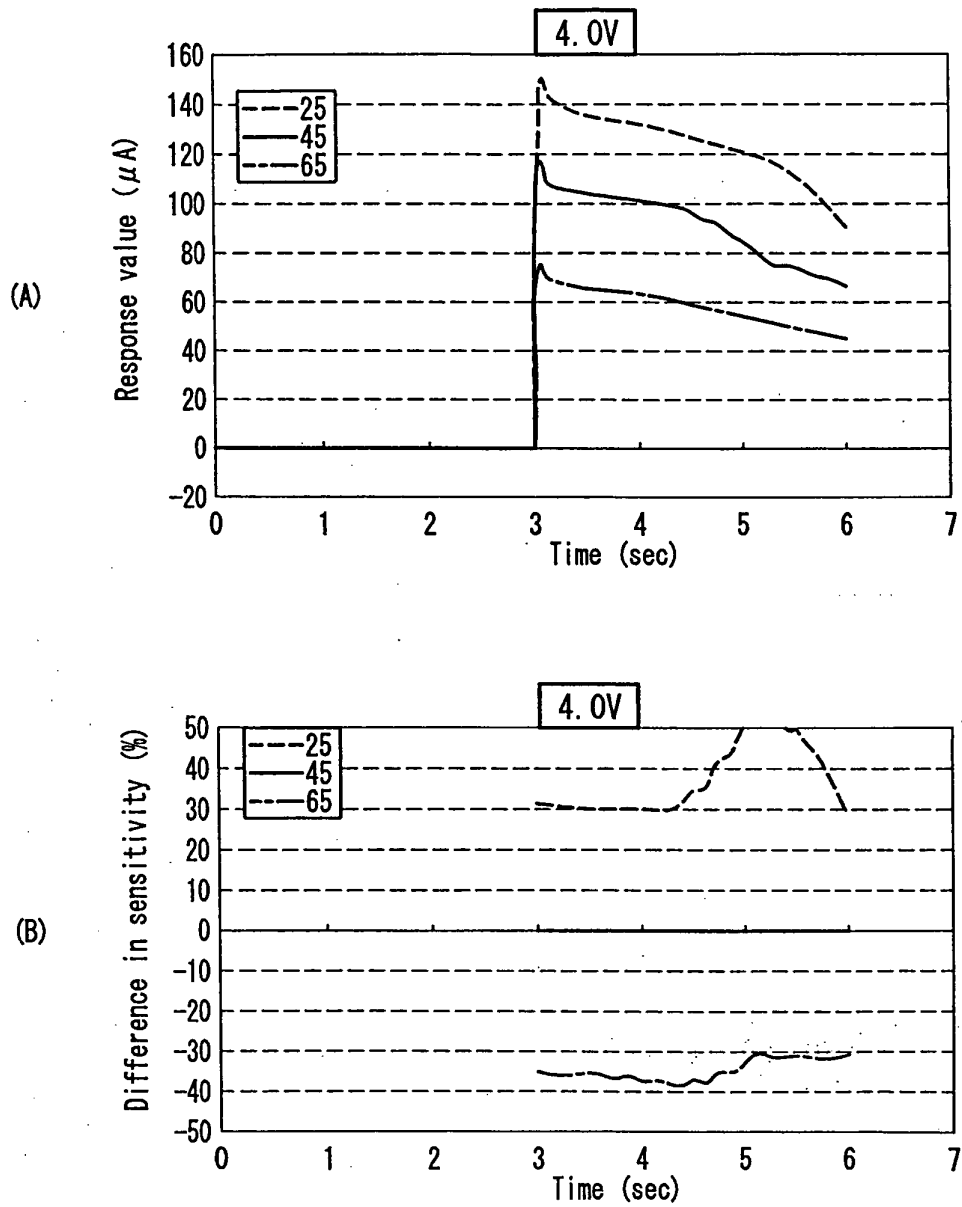 4.0V
160
140
120
100
80
60
40
20
0
-20
25
45
65
Response value (μA)
(A)
0 1 2 3 4 5 6 7
Time (sec)
4.0V
50
40
30
20
10
0
-10
-20
-30
-40
-50
25
45
65
Difference in sensitivity (%)
(B)
0 1 2 3 4 5 6 7
Time (sec)